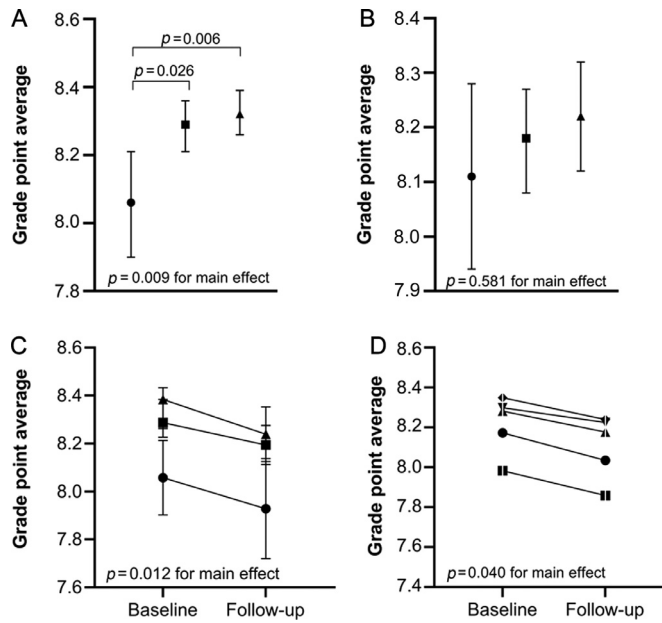 A
Grade point average
8.6
8.4
8.2
8.0
7.8
p = 0.006
p = 0.026
p = 0.009 for main effect
B
Grade point average
8.4
8.3
8.2
8.1
8.0
7.9
p = 0.581 for main effect
C
Grade point average
8.6
8.4
8.2
8.0
7.8
7.6
p = 0.012 for main effect
Baseline Follow-up
D
Grade point average
8.6
8.4
8.2
8.0
7.8
7.6
7.4
p = 0.040 for main effect
Baseline Follow-up